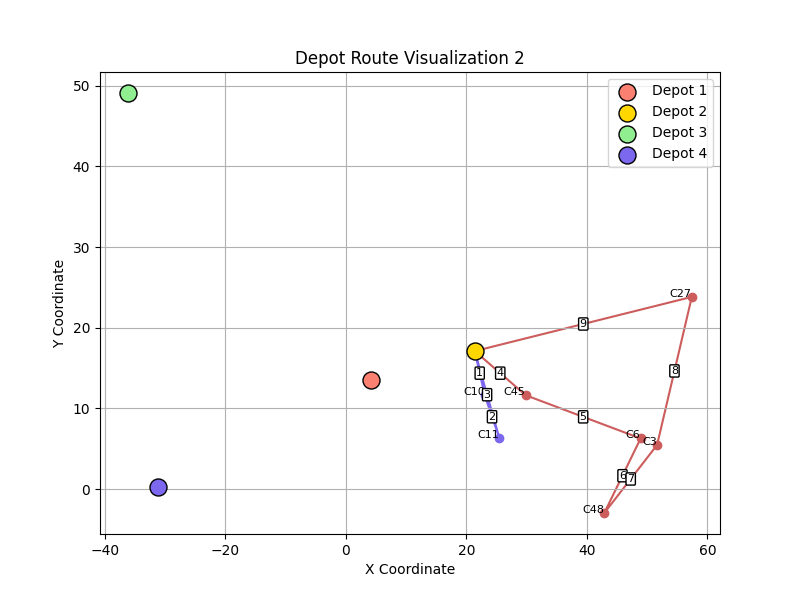 Depot Route Visualization 2
Depot 1
Depot 2
Depot 3
Depot 4
50
40
30
20
10
0
Y Coordinate
C27
9
8
1
4
C10
3
C45
2
5
C11
C6
C3
6
7
C48
−40
−20
0
20
40
60
X Coordinate